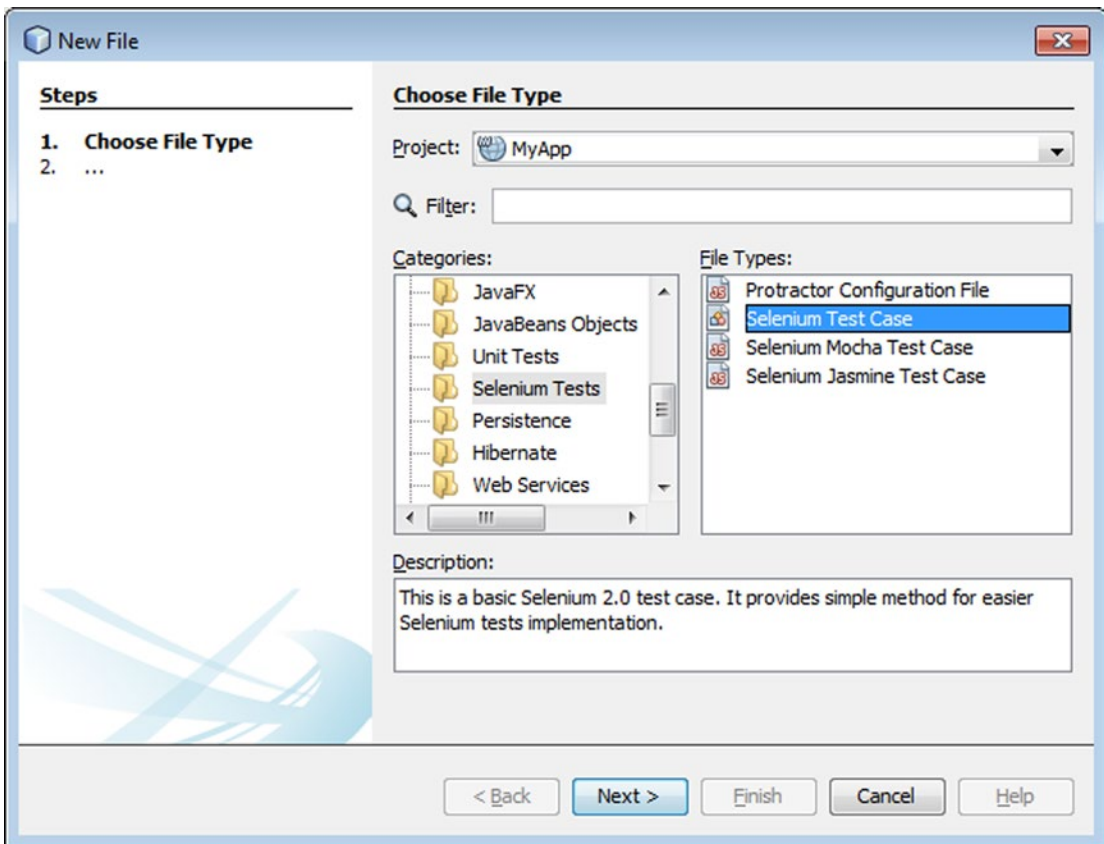 New File
Steps
1. Choose File Type
2. ...
Choose File Type
Project: MyApp
Filter:
Categories:
JavaFX
JavaBeans Objects
Unit Tests
Selenium Tests
Persistence
Hibernate
Web Services
File Types:
Protractor Configuration File
Selenium Test Case
Selenium Mocha Test Case
Selenium Jasmine Test Case
Description:
This is a basic Selenium 2.0 test case. It provides simple method for easier
Selenium tests implementation.
< Back Next > Finish Cancel Help